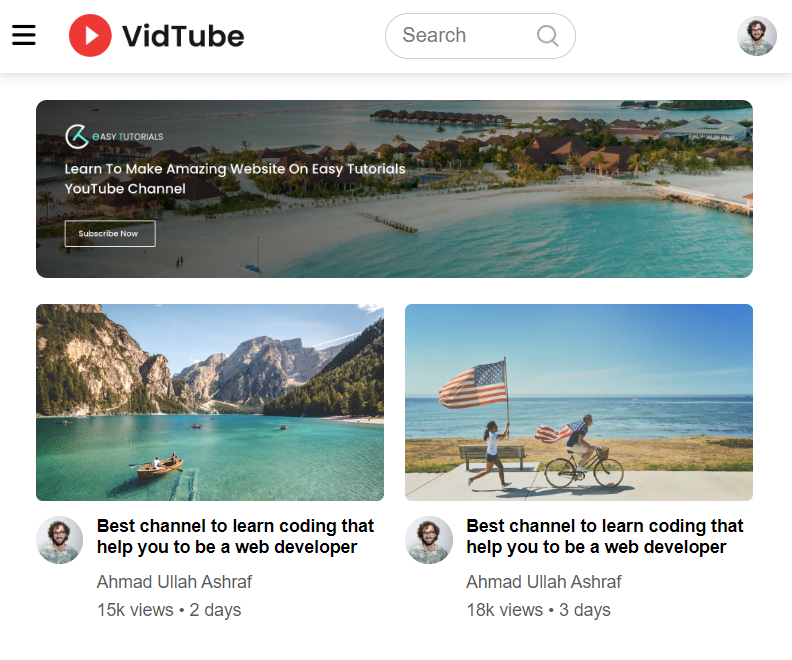 VidTube
Search
EASY TUTORIALS
Learn To Make Amazing Website On Easy Tutorials
YouTube Channel
Subscribe Now
Best channel to learn coding that
help you to be a web developer
Ahmad Ullah Ashraf
15k views • 2 days
Best channel to learn coding that
help you to be a web developer
Ahmad Ullah Ashraf
18k views • 3 days